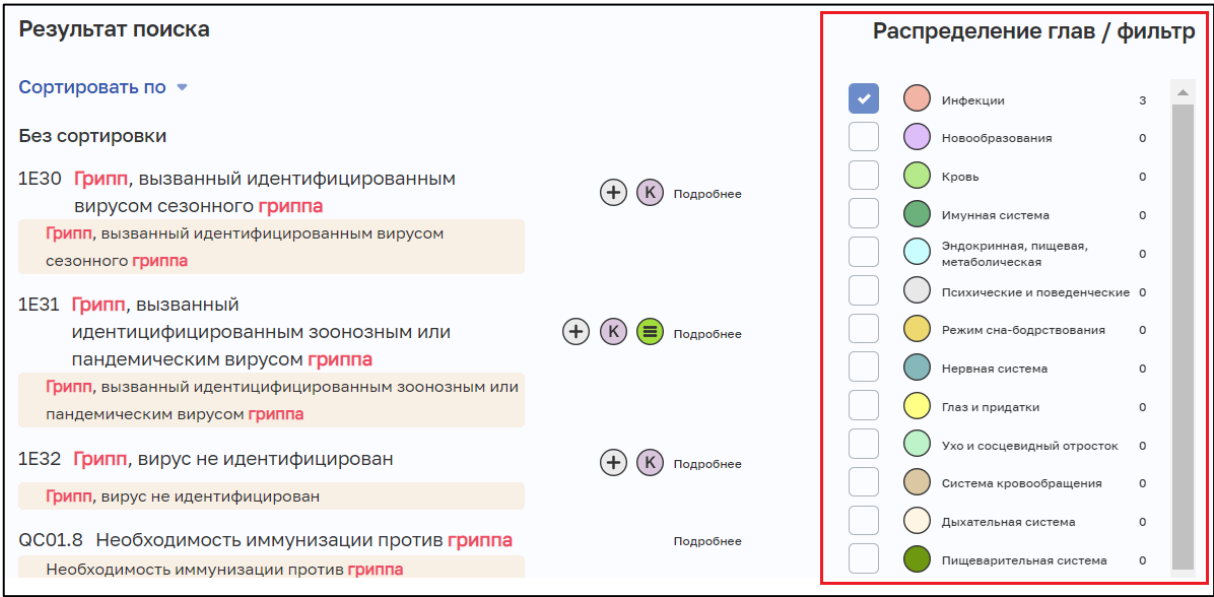 Результат поиска
Сортировать по
Без сортировки
1E30 Грипп, вызванный идентифицированным
вирусом сезонного гриппа
K Подробнее
Грипп, вызванный идентифицированным вирусом
сезонного гриппа
1E31 Грипп, вызванный
идентицифицированным зоонозным или
пандемическим вирусом гриппа
K Подробнее
Грипп, вызванный идентицифицированным зоонозным или
пандемическим вирусом гриппа
1E32 Грипп, вирус не идентифицирован
K Подробнее
Грипп, вирус не идентифицирован
QC01.8 Необходимость иммунизации против гриппа
Подробнее
Необходимость иммунизации против гриппа
Распределение глав / фильтр
Инфекции 3
Новообразования 0
Кровь 0
Имунная система 0
Эндокринная, пищевая,
метаболическая 0
Психические и поведенческие 0
Режим сна-бодрствования 0
Нервная система 0
Глаз и придатки 0
Ухо и сосцевидный отросток 0
Система кровообращения 0
Дыхательная система 0
Пищеварительная система 0